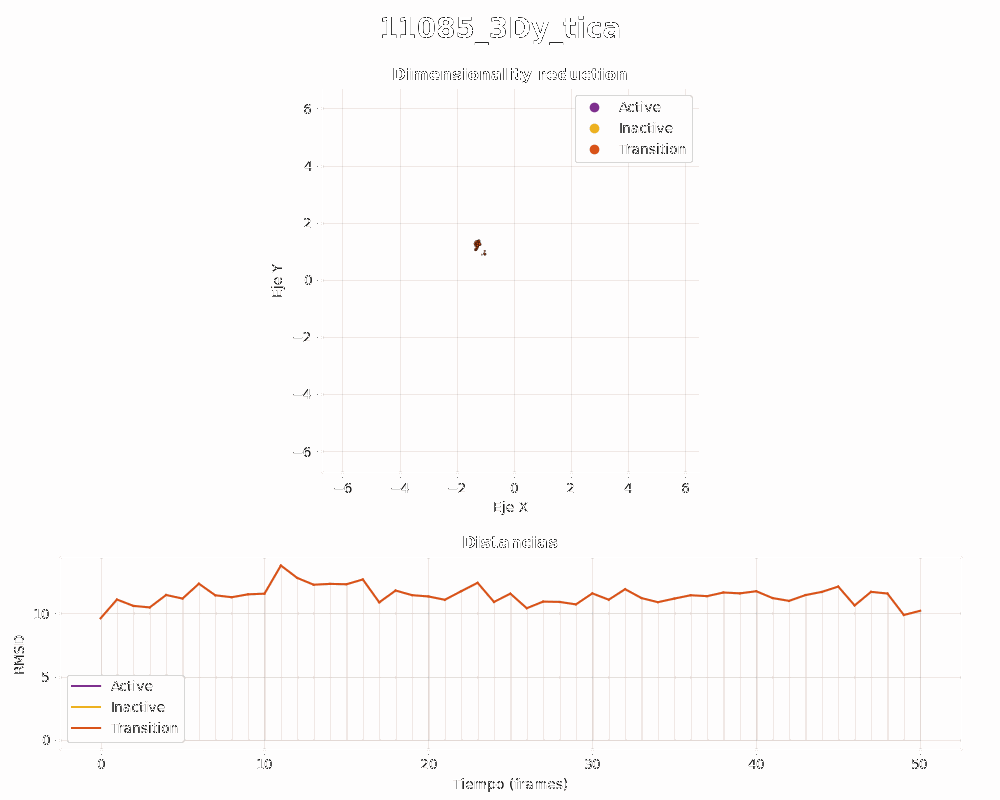 11085_3Dy_tica
Dimensionality reduction
Active
Inactive
Transition
6
4
2
0
−2
−4
−6
Eje Y
−6 −4 −2 0 2 4 6
Eje X
Distancias
10
5
0
RMSD
Active
Inactive
Transition
0 10 20 30 40 50
Tiempo (frames)